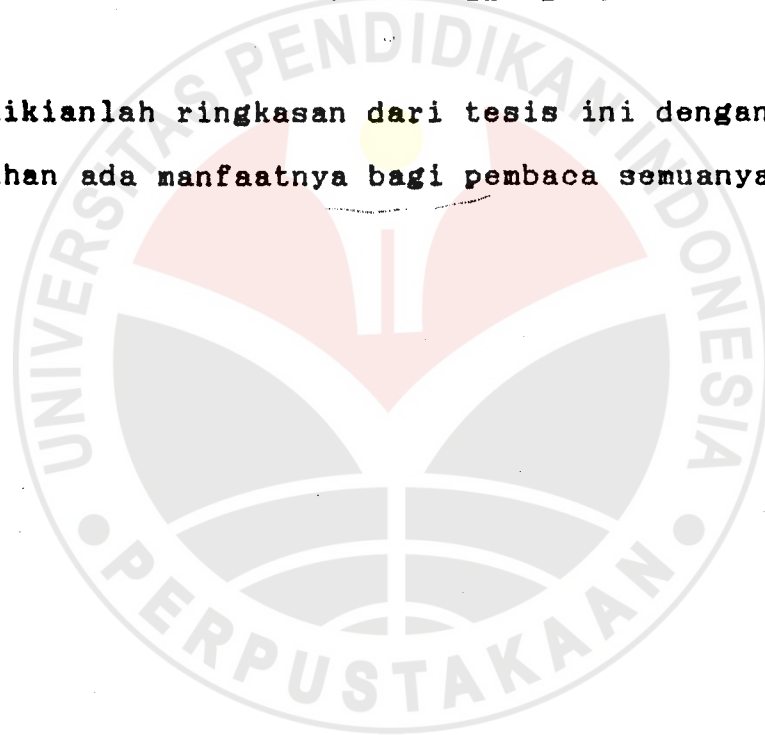 ikianlah ringkasan dari tesis ini dengan
han ada manfaatnya bagi pembaca semuanya
UNIVERSITAS PENDIDIKAN INDONESIA
PERPUSTAKAAN